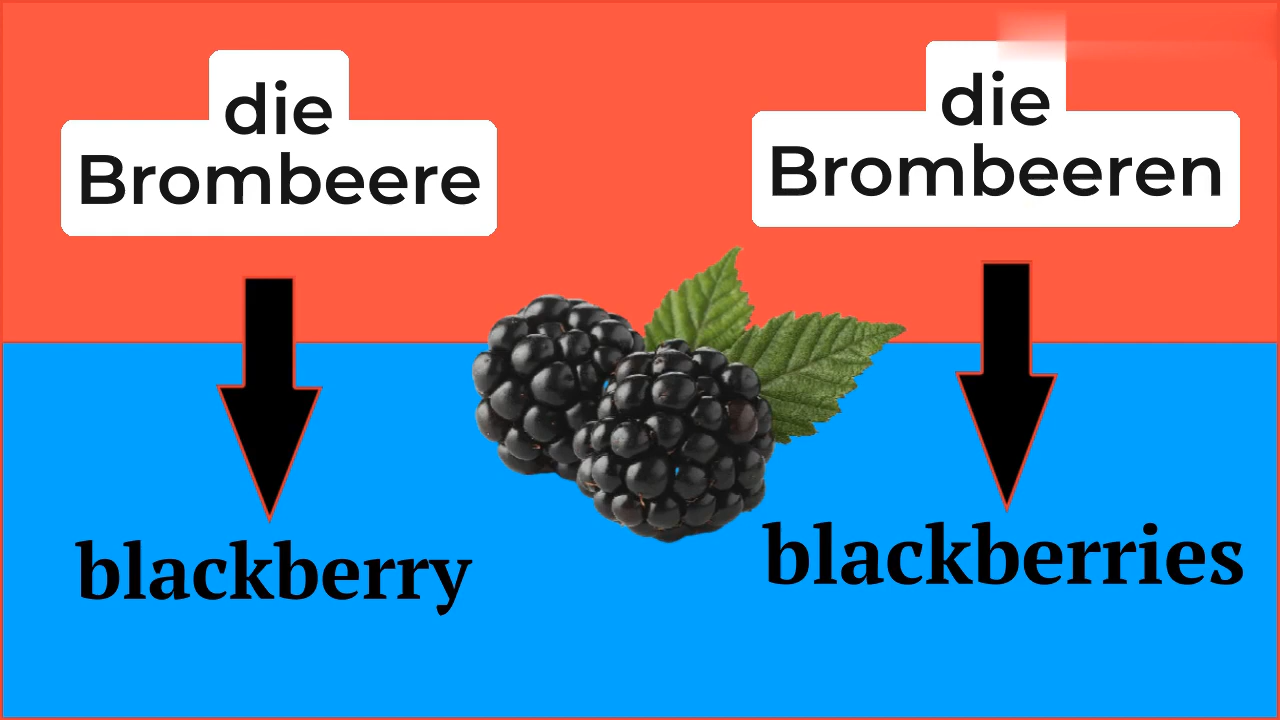 die
Brombeere
die
Brombeeren
blackberry
blackberries